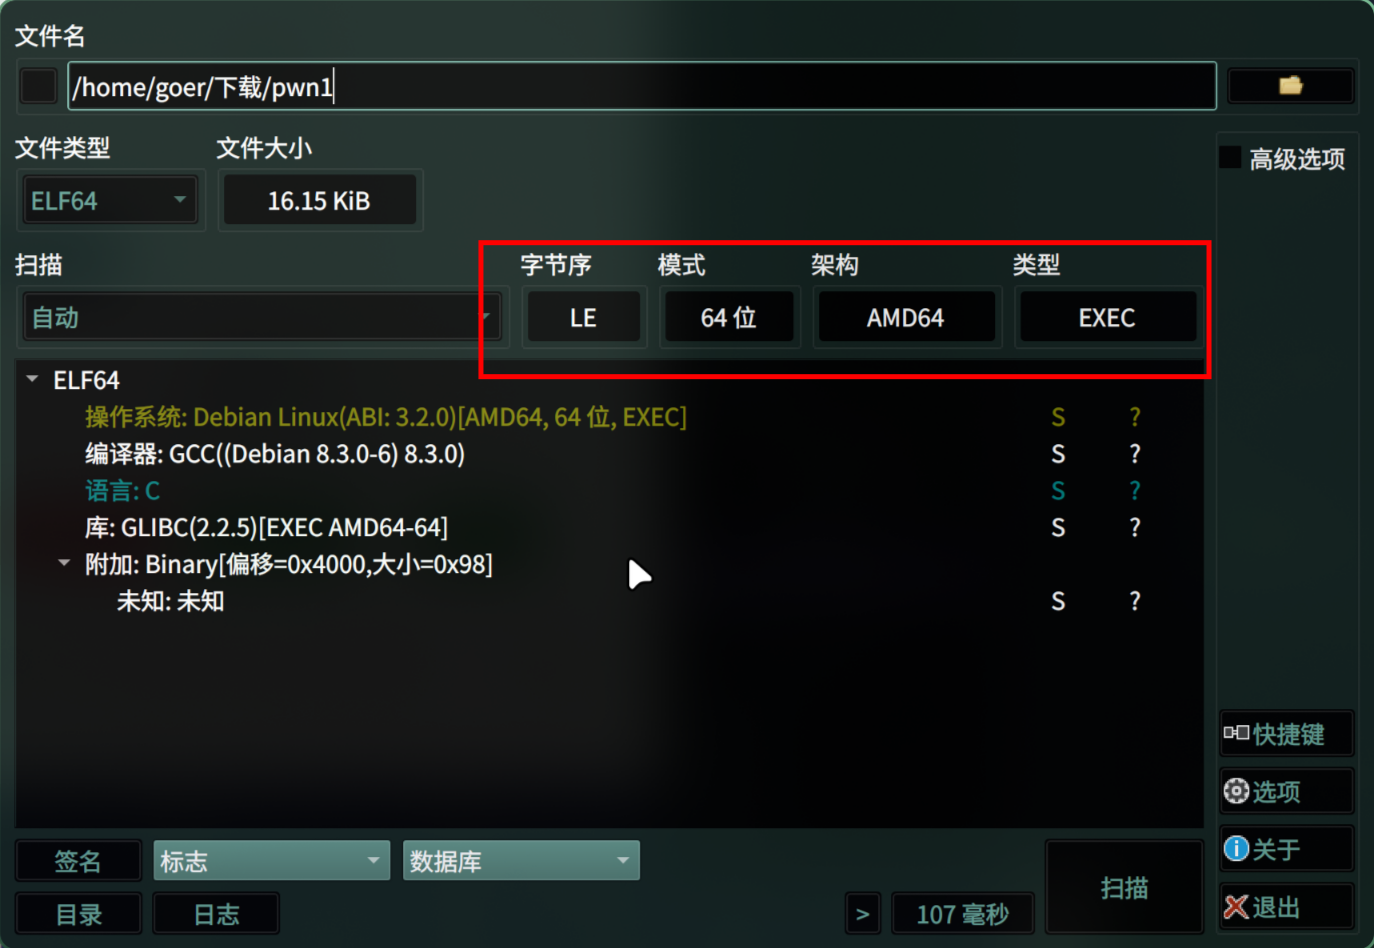 文件名
/home/goer/下载/pwn1
文件类型 文件大小
高级选项
ELF64 16.15 KiB
扫描 字节序 模式 架构 类型
自动 LE 64 位 AMD64 EXEC
ELF64
操作系统: Debian Linux(ABI: 3.2.0)[AMD64, 64 位, EXEC] S ?
编译器: GCC((Debian 8.3.0-6) 8.3.0) S ?
语言: C S ?
库: GLIBC(2.2.5)[EXEC AMD64-64] S ?
附加: Binary[偏移=0x4000,大小=0x98]
未知: 未知 S ?
快捷键
选项
签名 标志 数据库
关于
扫描
目录 日志 > 107 毫秒
退出